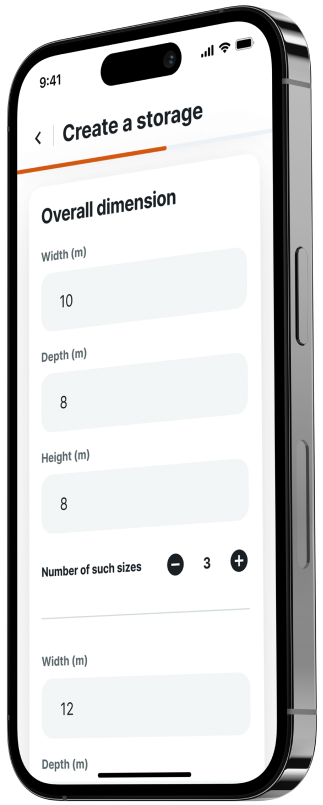 9:41
Create a storage
Overall dimension
Width (m)
10
Depth (m)
8
Height (m)
8
Number of such sizes 3
Width (m)
12
Depth (m)